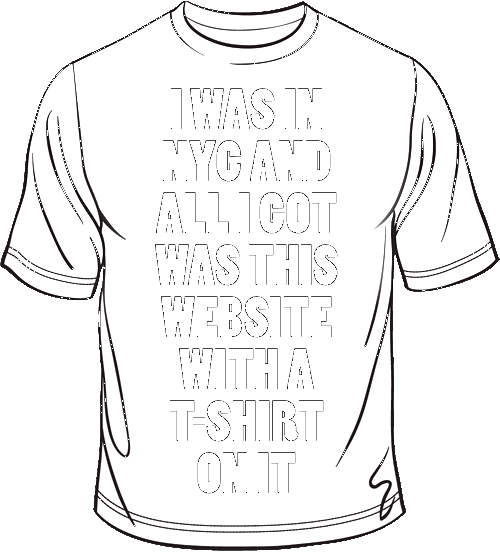 I WAS IN
NYC AND
ALL I GOT
WAS THIS
WEBSITE
WITH A
T-SHIRT
ON IT